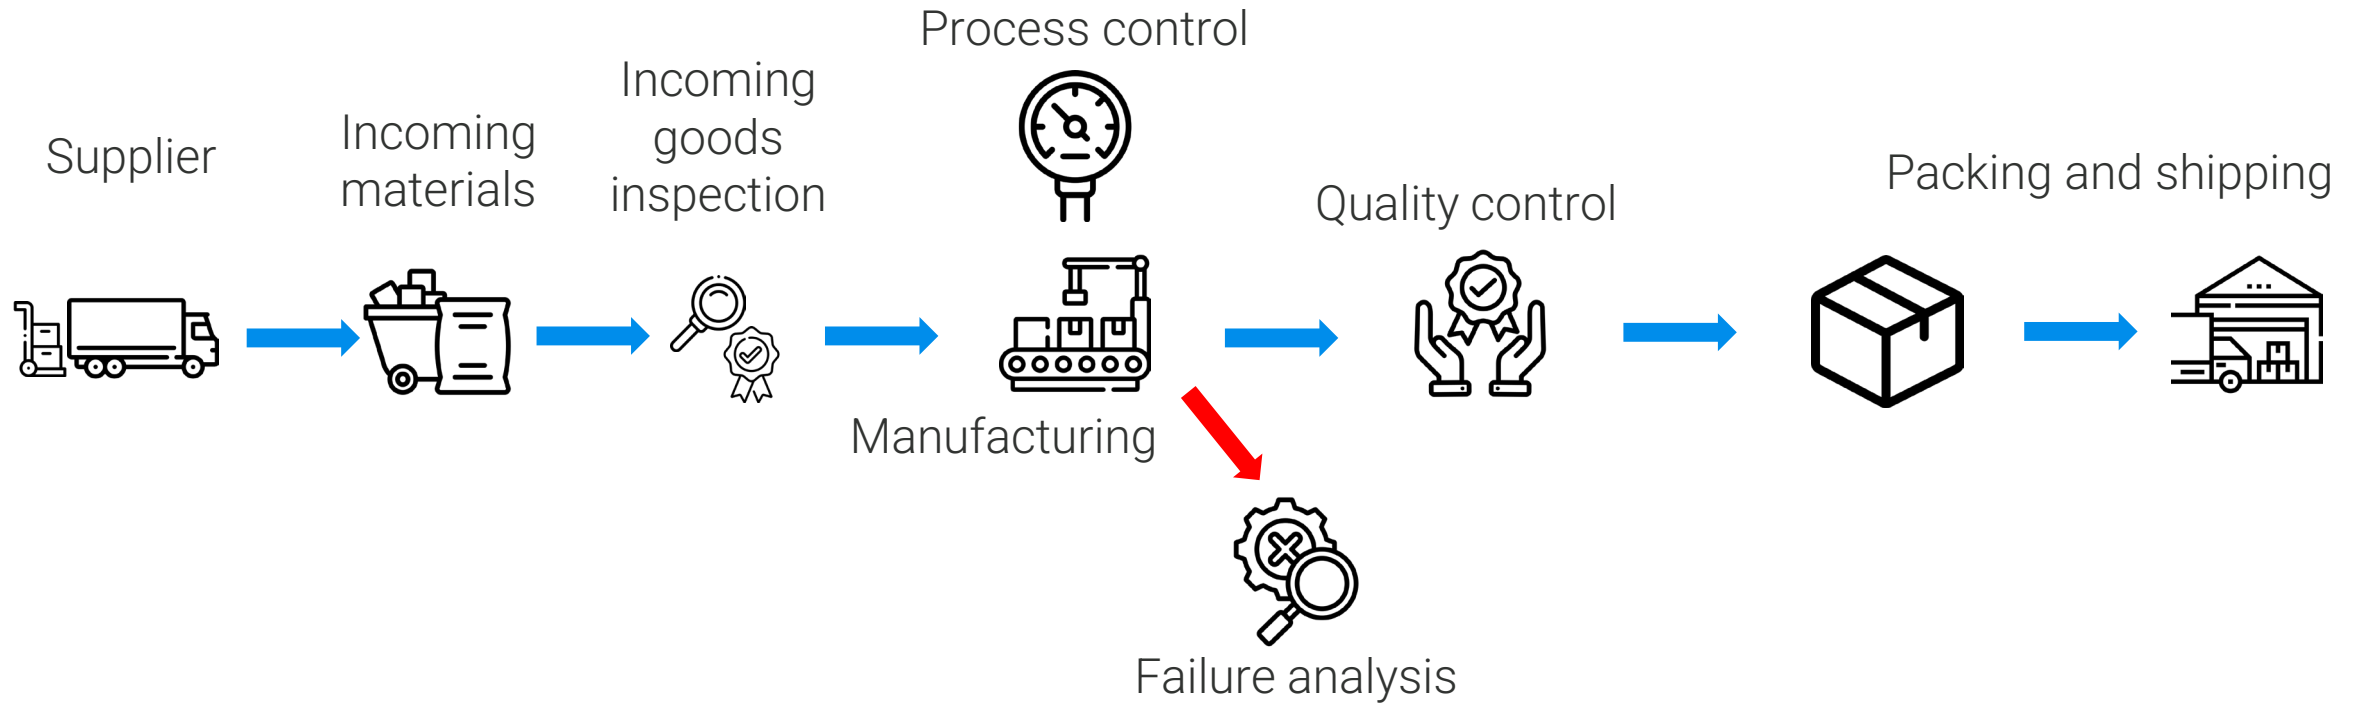 Supplier
Incoming
materials
Incoming
goods
inspection
Process control
Manufacturing
Quality control
Packing and shipping
Failure analysis